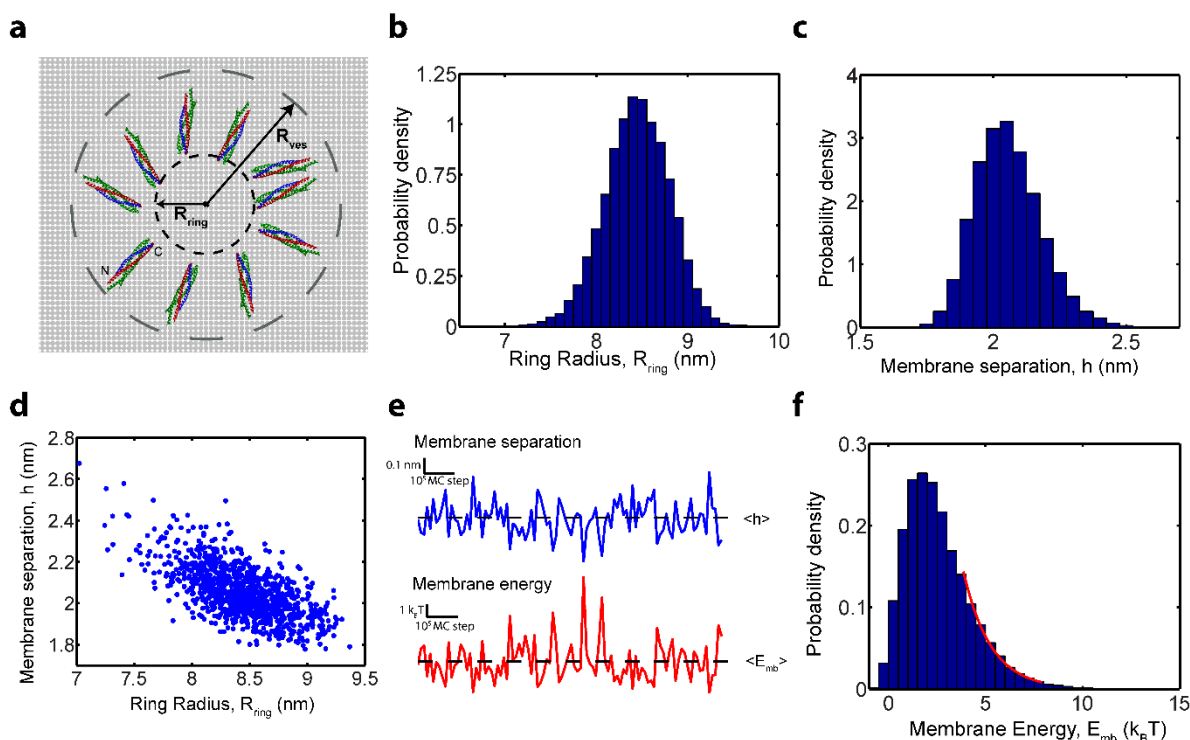 a
R_ves
R_ring
N
C
b
Probability density
1.25
1
0.75
0.5
0.25
0
7
8
9
10
Ring Radius, R_ring (nm)
c
Probability density
4
3
2
1
0
1.5
2
2.5
Membrane separation, h (nm)
d
Membrane separation, h (nm)
2.8
2.6
2.4
2.2
2
1.8
7
7.5
8
8.5
9
9.5
Ring Radius, R_ring (nm)
e
Membrane separation
0.1 nm
10⁵ MC step
<h>
Membrane energy
1 k_BT
10⁵ MC step
<E_mb>
f
Probability density
0.3
0.2
0.1
0
0
5
10
15
Membrane Energy, E_mb (k_BT)